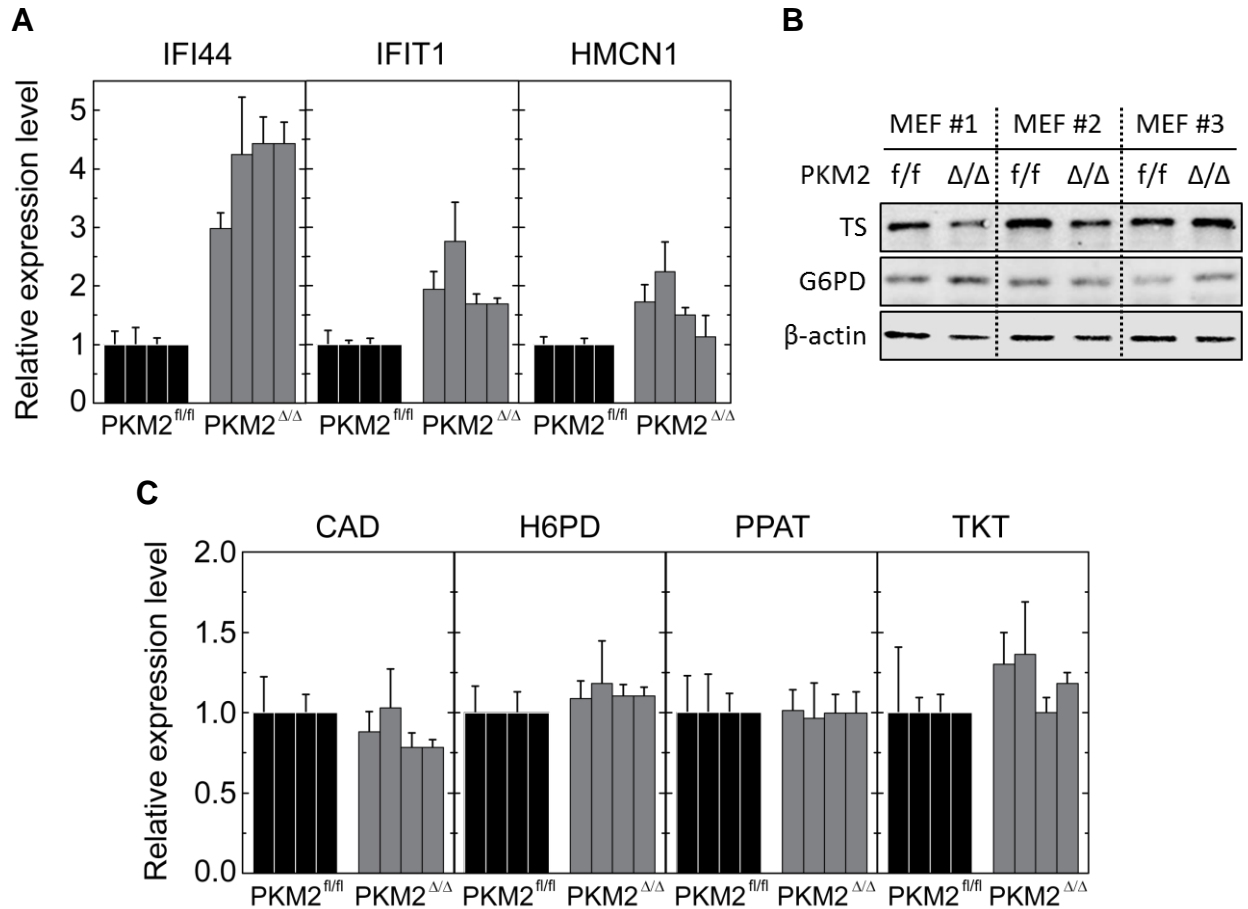 A
IFI44 IFIT1 HMCN1
Relative expression level
5
4
3
2
1
0
PKM2fl/fl PKM2Δ/Δ PKM2fl/fl PKM2Δ/Δ PKM2fl/fl PKM2Δ/Δ
B
MEF #1 MEF #2 MEF #3
PKM2 f/f Δ/Δ f/f Δ/Δ f/f Δ/Δ
TS
G6PD
β-actin
C
CAD H6PD PPAT TKT
Relative expression level
2.0
1.5
1.0
0.5
0.0
PKM2fl/fl PKM2Δ/Δ PKM2fl/fl PKM2Δ/Δ PKM2fl/fl PKM2Δ/Δ PKM2fl/fl PKM2Δ/Δ